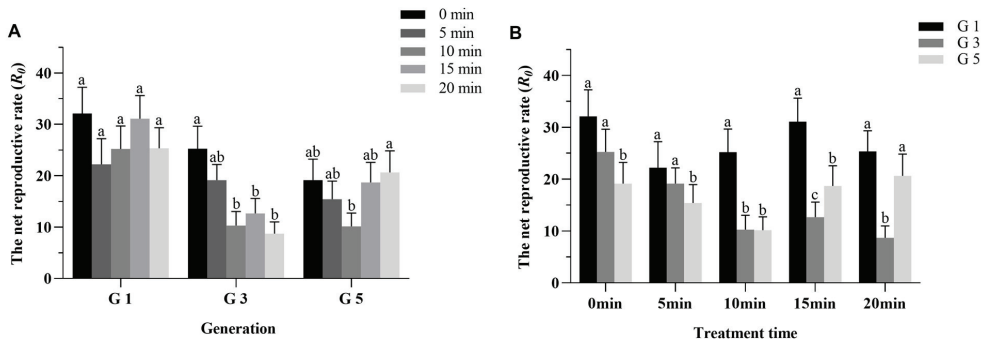 A
0 min
5 min
10 min
15 min
20 min
The net reproductive rate (R0)
50
40
30
20
10
0
a
a
a
a
a
a
ab
b
b
b
ab
ab
b
ab
a
G 1
G 3
G 5
Generation
B
G 1
G 3
G 5
The net reproductive rate (R0)
50
40
30
20
10
0
a
a
b
a
a
b
a
b
b
a
c
b
a
b
a
0min
5min
10min
15min
20min
Treatment time